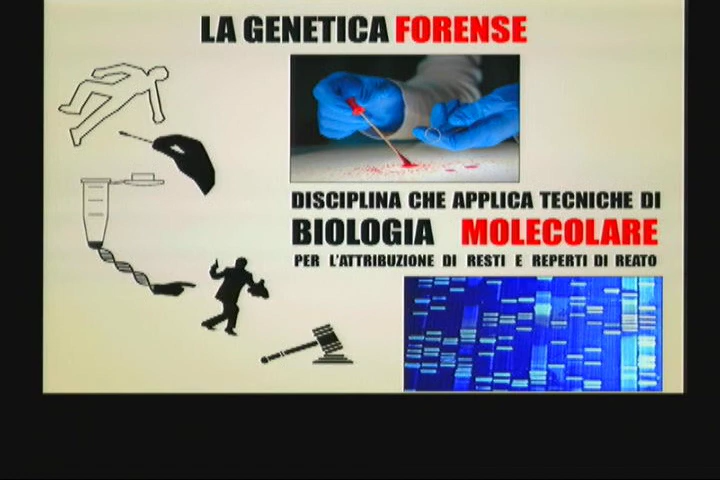 LA GENETICA FORENSE
DISCIPLINA CHE APPLICA TECNICHE DI
BIOLOGIA MOLECOLARE
PER L'ATTRIBUZIONE DI RESTI E REPERTI DI REATO